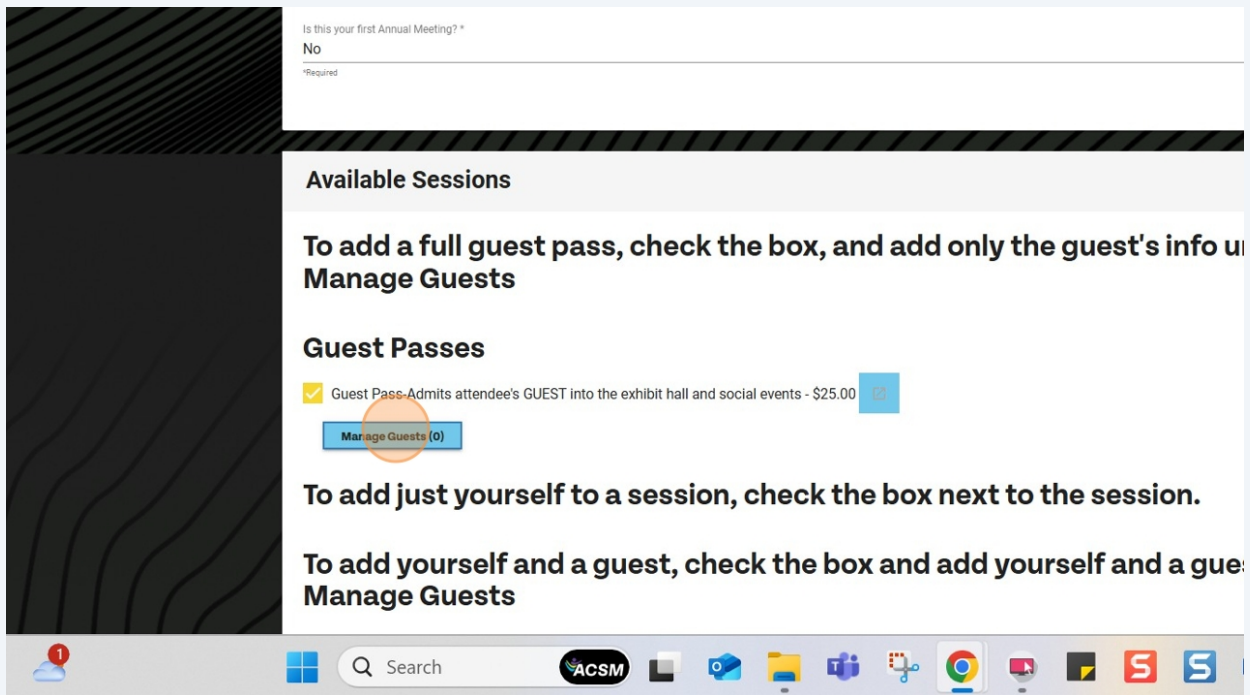 Is this your first Annual Meeting? *
No
*Required
Available Sessions
To add a full guest pass, check the box, and add only the guest's info
Manage Guests
Guest Passes
Guest Pass-Admits attendee's GUEST into the exhibit hall and social events - $25.00
Manage Guests (0)
To add just yourself to a session, check the box next to the session.
To add yourself and a guest, check the box and add yourself and a
Manage Guests
1
Search
ACSM
T
S
S